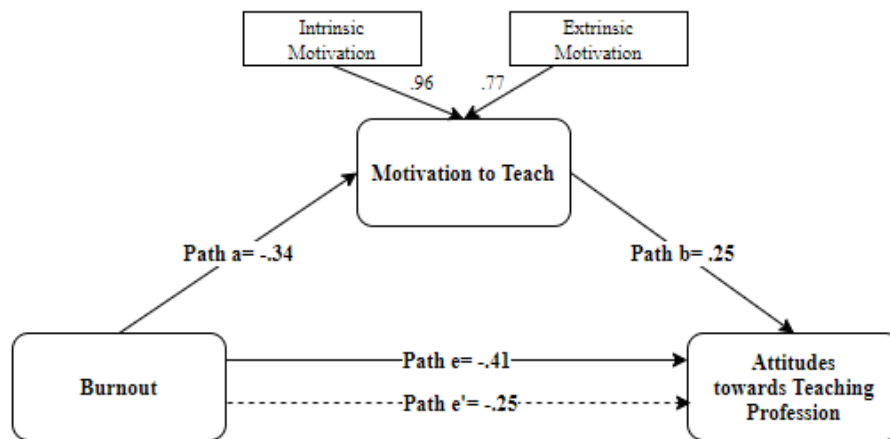 Intrinsic
Motivation
Extrinsic
Motivation
.96
.77
Motivation to Teach
Path a= -.34
Path b= .25
Burnout
Path e= -.41
Path e'= -.25
Attitudes
towards Teaching
Profession